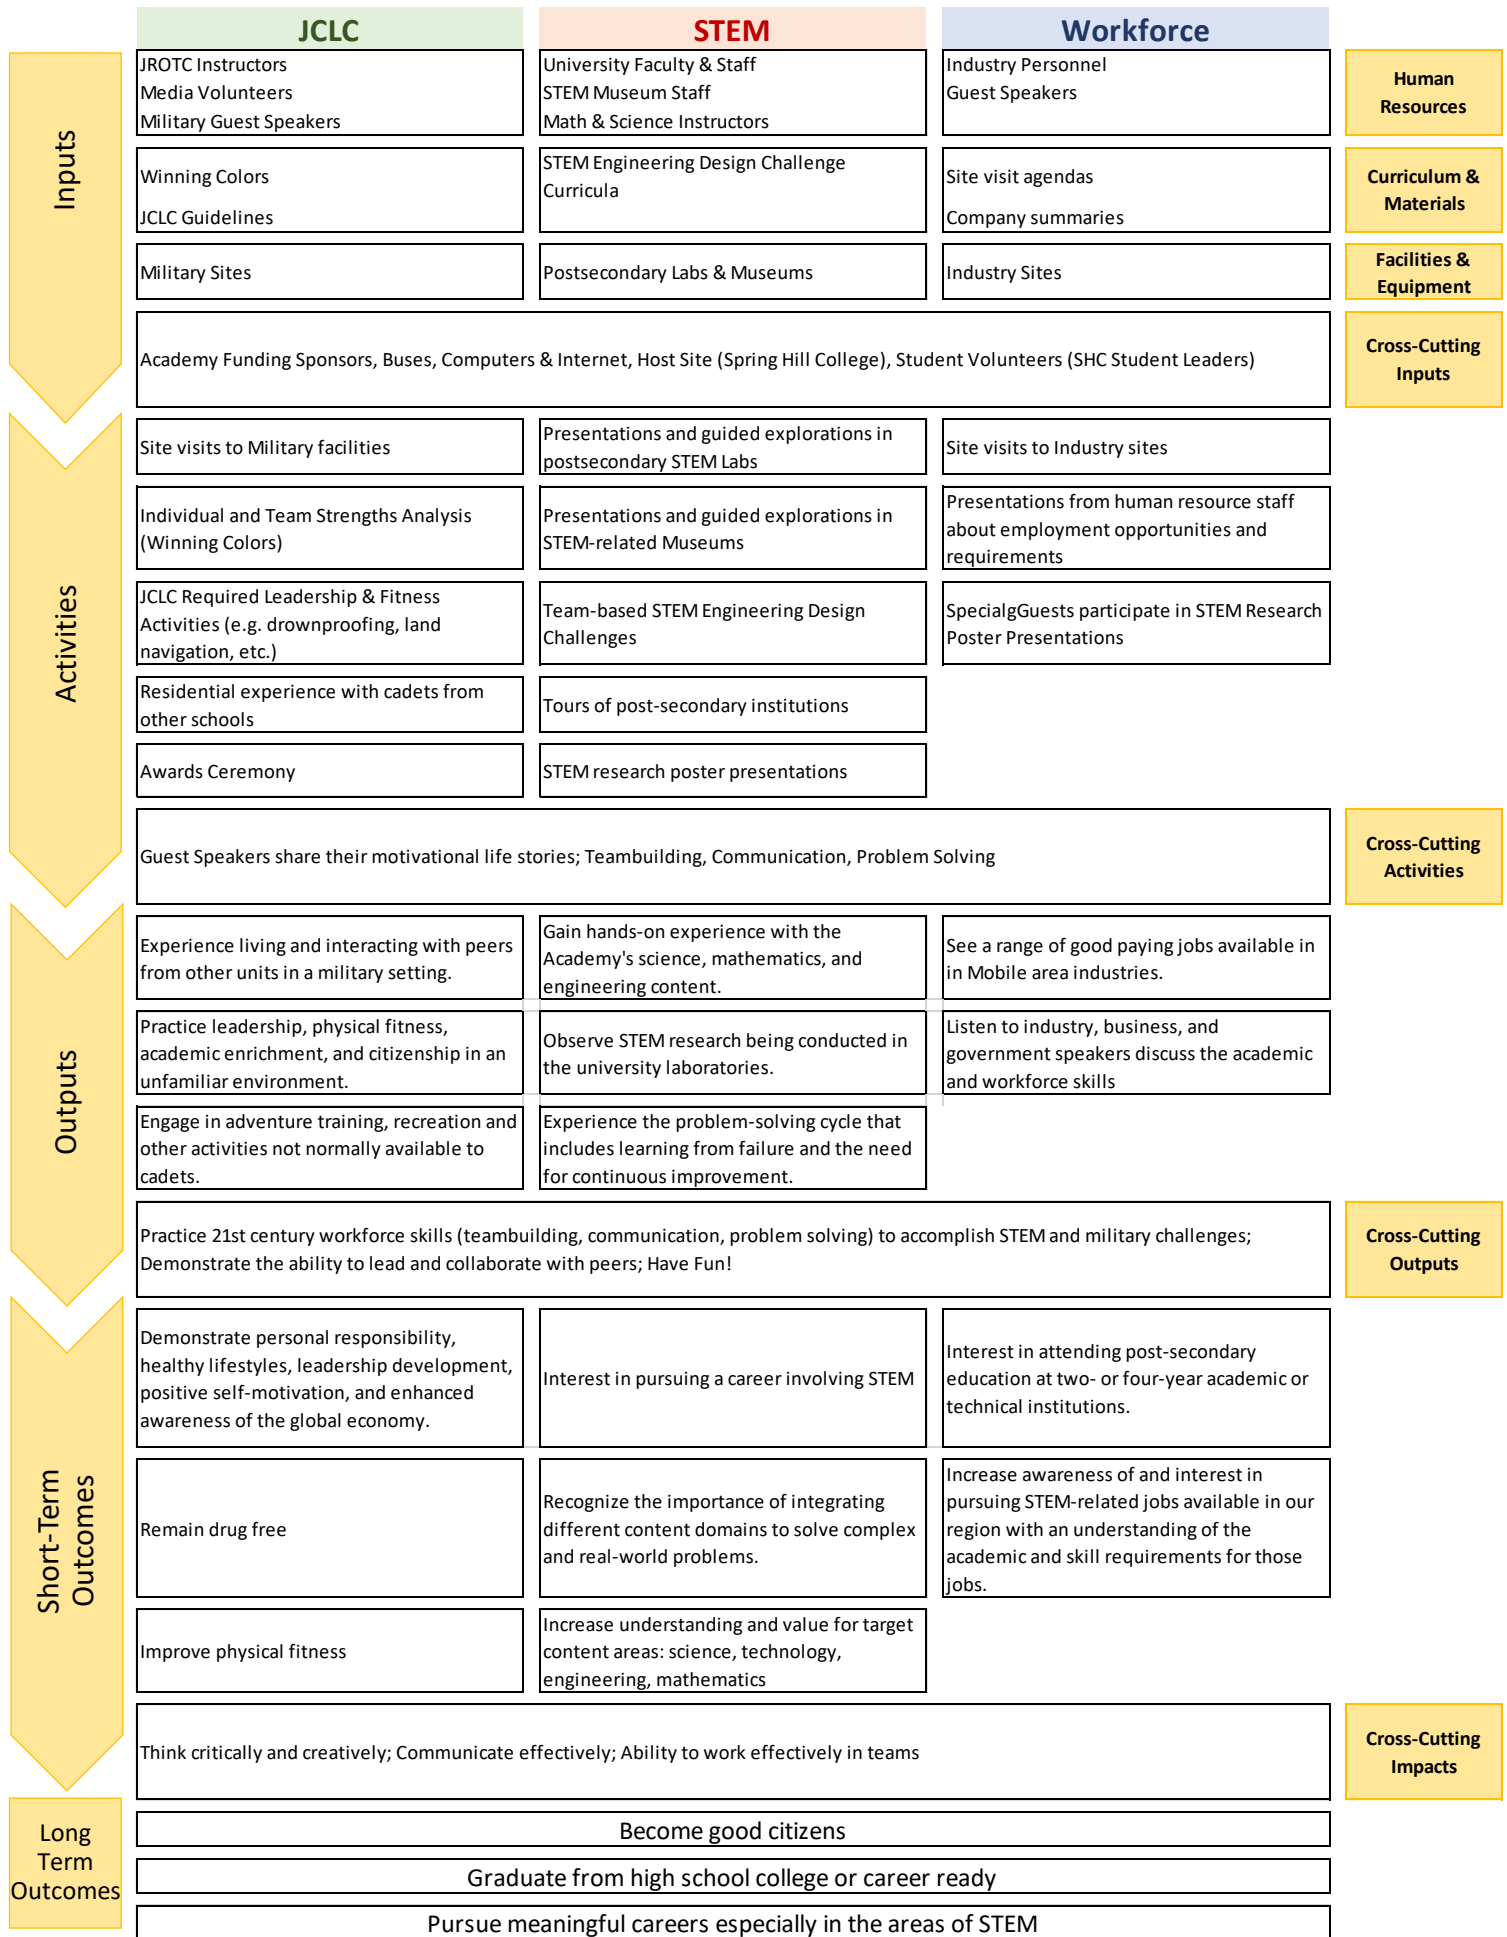 JCLC
STEM
Workforce
Inputs
JROTC Instructors
Media Volunteers
Military Guest Speakers
University Faculty & Staff
STEM Museum Staff
Math & Science Instructors
Industry Personnel
Guest Speakers
Human
Resources
Winning Colors
JCLC Guidelines
STEM Engineering Design Challenge
Curricula
Site visit agendas
Company summaries
Curriculum &
Materials
Military Sites
Postsecondary Labs & Museums
Industry Sites
Facilities &
Equipment
Academy Funding Sponsors, Buses, Computers & Internet, Host Site (Spring Hill College), Student Volunteers (SHC Student Leaders)
Cross-Cutting
Inputs
Activities
Site visits to Military facilities
Presentations and guided explorations in
postsecondary STEM Labs
Site visits to Industry sites
Individual and Team Strengths Analysis
(Winning Colors)
Presentations and guided explorations in
STEM-related Museums
Presentations from human resource staff
about employment opportunities and
requirements
JCLC Required Leadership & Fitness
Activities (e.g. drownproofing, land
navigation, etc.)
Team-based STEM Engineering Design
Challenges
SpecialgGuests participate in STEM Research
Poster Presentations
Residential experience with cadets from
other schools
Tours of post-secondary institutions
Awards Ceremony
STEM research poster presentations
Guest Speakers share their motivational life stories; Teambuilding, Communication, Problem Solving
Cross-Cutting
Activities
Outputs
Experience living and interacting with peers
from other units in a military setting.
Gain hands-on experience with the
Academy's science, mathematics, and
engineering content.
See a range of good paying jobs available in
in Mobile area industries.
Practice leadership, physical fitness,
academic enrichment, and citizenship in an
unfamiliar environment.
Observe STEM research being conducted in
the university laboratories.
Listen to industry, business, and
government speakers discuss the academic
and workforce skills
Engage in adventure training, recreation and
other activities not normally available to
cadets.
Experience the problem-solving cycle that
includes learning from failure and the need
for continuous improvement.
Practice 21st century workforce skills (teambuilding, communication, problem solving) to accomplish STEM and military challenges;
Demonstrate the ability to lead and collaborate with peers; Have Fun!
Cross-Cutting
Outputs
Short-Term
Outcomes
Demonstrate personal responsibility,
healthy lifestyles, leadership development,
positive self-motivation, and enhanced
awareness of the global economy.
Interest in pursuing a career involving STEM
Interest in attending post-secondary
education at two- or four-year academic or
technical institutions.
Remain drug free
Recognize the importance of integrating
different content domains to solve complex
and real-world problems.
Increase awareness of and interest in
pursuing STEM-related jobs available in our
region with an understanding of the
academic and skill requirements for those
jobs.
Improve physical fitness
Increase understanding and value for target
content areas: science, technology,
engineering, mathematics
Think critically and creatively; Communicate effectively; Ability to work effectively in teams
Cross-Cutting
Impacts
Long
Term
Outcomes
Become good citizens
Graduate from high school college or career ready
Pursue meaningful careers especially in the areas of STEM